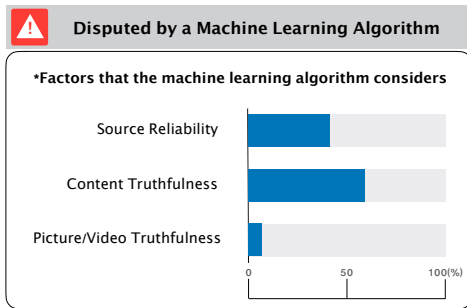 Disputed by a Machine Learning Algorithm
*Factors that the machine learning algorithm considers
Source Reliability
Content Truthfulness
Picture/Video Truthfulness
0 50 100(%)